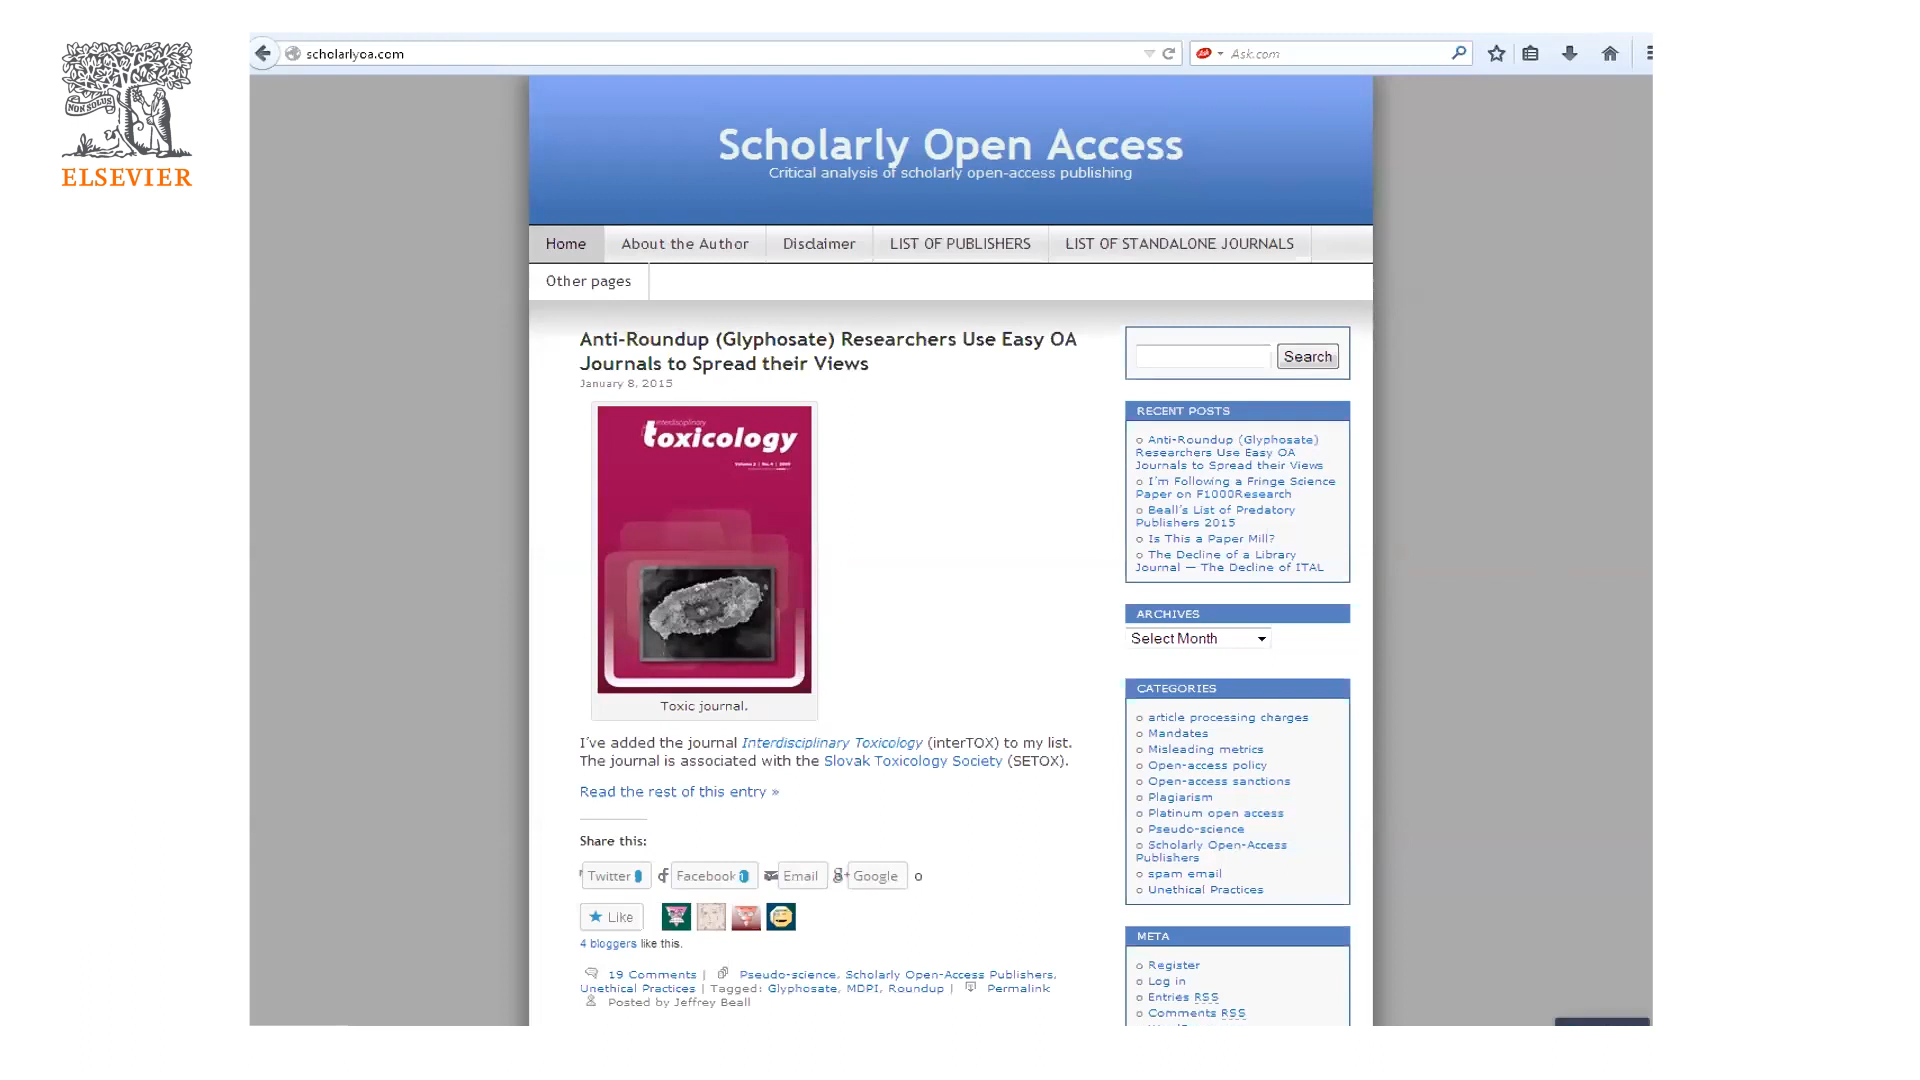 NON SOLUS
ELSEVIER
scholarlyoa.com
Ask.com
Scholarly Open Access
Critical analysis of scholarly open-access publishing
Home
About the Author
Disclaimer
LIST OF PUBLISHERS
LIST OF STANDALONE JOURNALS
Other pages
Anti-Roundup (Glyphosate) Researchers Use Easy OA
Journals to Spread their Views
January 8, 2015
interdisciplinary
toxicology
Toxic journal.
I've added the journal Interdisciplinary Toxicology (interTOX) to my list.
The journal is associated with the Slovak Toxicology Society (SETOX).
Read the rest of this entry »
Share this:
Twitter
Facebook
Email
Google
Like
4 bloggers like this.
19 Comments |
Pseudo-science, Scholarly Open-Access Publishers,
Unethical Practices | Tagged: Glyphosate, MDPI, Roundup |
Permalink
Posted by Jeffrey Beall
Search
RECENT POSTS
Anti-Roundup (Glyphosate)
Researchers Use Easy OA
Journals to Spread their Views
I'm Following a Fringe Science
Paper on F1000Research
Beall's List of Predatory
Publishers 2015
Is This a Paper Mill?
The Decline of a Library
Journal — The Decline of ITAL
ARCHIVES
Select Month
CATEGORIES
article processing charges
Mandates
Misleading metrics
Open-access policy
Open-access sanctions
Plagiarism
Platinum open access
Pseudo-science
Scholarly Open-Access
Publishers
spam email
Unethical Practices
META
Register
Log in
Entries RSS
Comments RSS